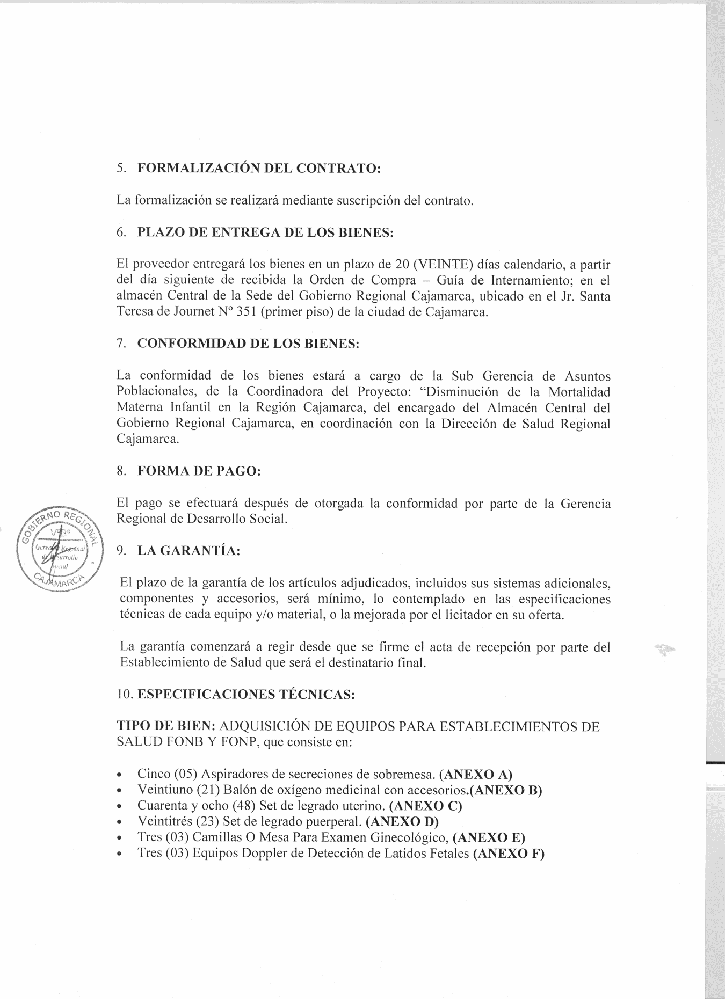 5. FORMALIZACIÓN DEL CONTRATO:
La formalización se realizará mediante suscripción del contrato.
6. PLAZO DE ENTREGA DE LOS BIENES:
El proveedor entregará los bienes en un plazo de 20 (VEINTE) días calendario, a partir
del día siguiente de recibida la Orden de Compra – Guía de Internamiento; en el
almacén Central de la Sede del Gobierno Regional Cajamarca, ubicado en el Jr. Santa
Teresa de Journet Nº 351 (primer piso) de la ciudad de Cajamarca.
7. CONFORMIDAD DE LOS BIENES:
La conformidad de los bienes estará a cargo de la Sub Gerencia de Asuntos
Poblacionales, de la Coordinadora del Proyecto: “Disminución de la Mortalidad
Materna Infantil en la Región Cajamarca, del encargado del Almacén Central del
Gobierno Regional Cajamarca, en coordinación con la Dirección de Salud Regional
Cajamarca.
8. FORMA DE PAGO:
El pago se efectuará después de otorgada la conformidad por parte de la Gerencia
Regional de Desarrollo Social.
GOBIERNO REGIONAL
VºBº
Gerencia Regional
de Desarrollo
Social
CAJAMARCA
9. LA GARANTÍA:
El plazo de la garantía de los artículos adjudicados, incluidos sus sistemas adicionales,
componentes y accesorios, será mínimo, lo contemplado en las especificaciones
técnicas de cada equipo y/o material, o la mejorada por el licitador en su oferta.
La garantía comenzará a regir desde que se firme el acta de recepción por parte del
Establecimiento de Salud que será el destinatario final.
10. ESPECIFICACIONES TÉCNICAS:
TIPO DE BIEN: ADQUISICIÓN DE EQUIPOS PARA ESTABLECIMIENTOS DE
SALUD FONB Y FONP, que consiste en:
• Cinco (05) Aspiradores de secreciones de sobremesa. (ANEXO A)
• Veintiuno (21) Balón de oxígeno medicinal con accesorios.(ANEXO B)
• Cuarenta y ocho (48) Set de legrado uterino. (ANEXO C)
• Veintitrés (23) Set de legrado puerperal. (ANEXO D)
• Tres (03) Camillas O Mesa Para Examen Ginecológico, (ANEXO E)
• Tres (03) Equipos Doppler de Detección de Latidos Fetales (ANEXO F)